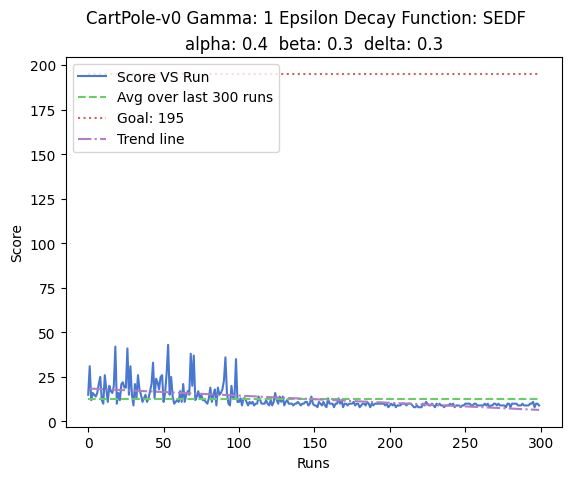 CartPole-v0 Gamma: 1 Epsilon Decay Function: SEDF
alpha: 0.4  beta: 0.3  delta: 0.3
Score VS Run
Avg over last 300 runs
Goal: 195
Trend line
200
175
150
125
100
75
50
25
0
Score
0
50
100
150
200
250
300
Runs